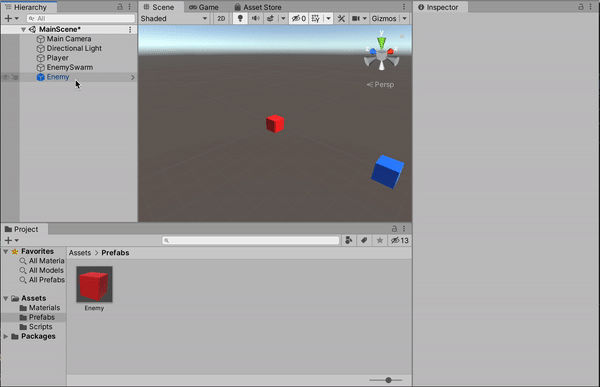 Hierarchy
All
MainScene*
Main Camera
Directional Light
Player
EnemySwarm
Enemy
Scene
Game
Asset Store
Shaded
2D
0
Gizmos
y
Persp
Inspector
Project
13
Favorites
All Materia
All Models
All Prefabs
Assets
Materials
Prefabs
Scripts
Packages
Assets > Prefabs
Enemy